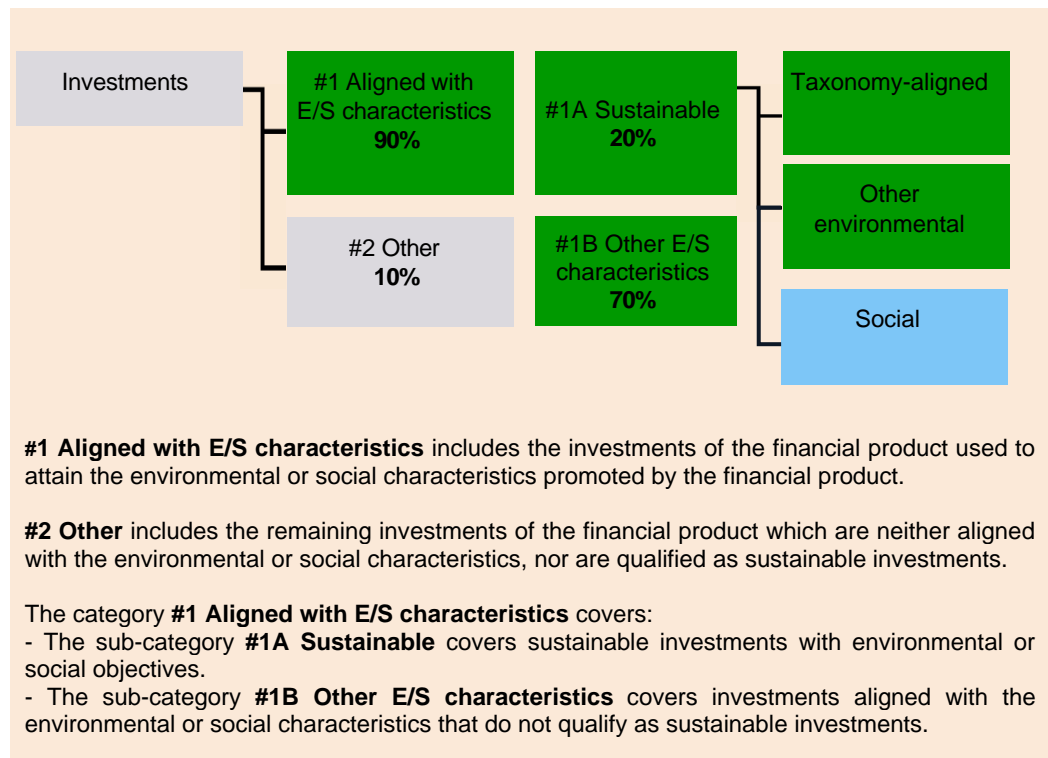 Investments
#1 Aligned with
E/S characteristics
90%
#2 Other
10%
#1A Sustainable
20%
#1B Other E/S
characteristics
70%
Taxonomy-aligned
Other
environmental
Social
#1 Aligned with E/S characteristics includes the investments of the financial product used to
attain the environmental or social characteristics promoted by the financial product.
#2 Other includes the remaining investments of the financial product which are neither aligned
with the environmental or social characteristics, nor are qualified as sustainable investments.
The category #1 Aligned with E/S characteristics covers:
- The sub-category #1A Sustainable covers sustainable investments with environmental or
social objectives.
- The sub-category #1B Other E/S characteristics covers investments aligned with the
environmental or social characteristics that do not qualify as sustainable investments.